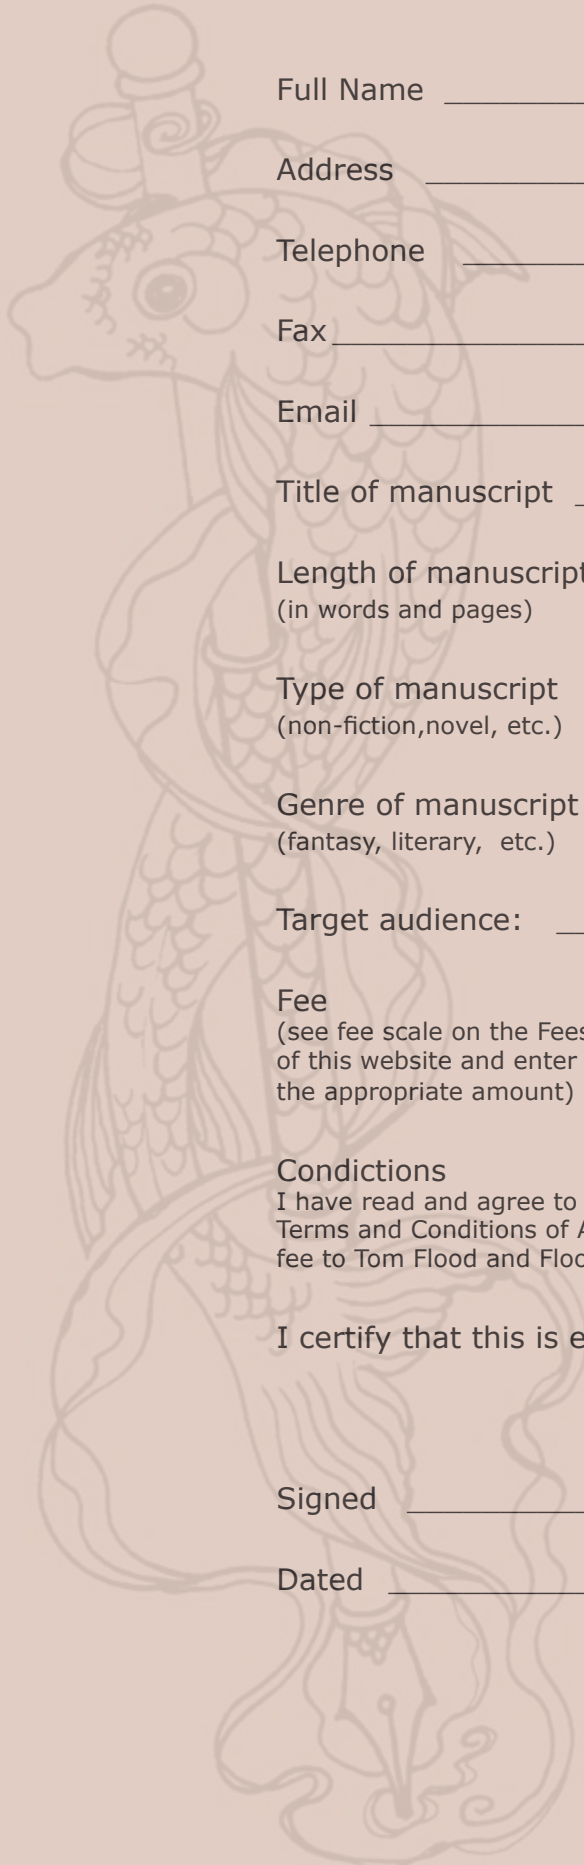 Full Name
Address
Telephone
Fax
Email
Title of manuscript
Length of manuscript
(in words and pages)
Type of manuscript
(non-fiction,novel, etc.)
Genre of manuscript
(fantasy, literary, etc.)
Target audience:
Fee
(see fee scale on the Fees
of this website and enter
the appropriate amount)
Condictions
I have read and agree to
Terms and Conditions of
fee to Tom Flood and
I certify that this is
Signed
Dated